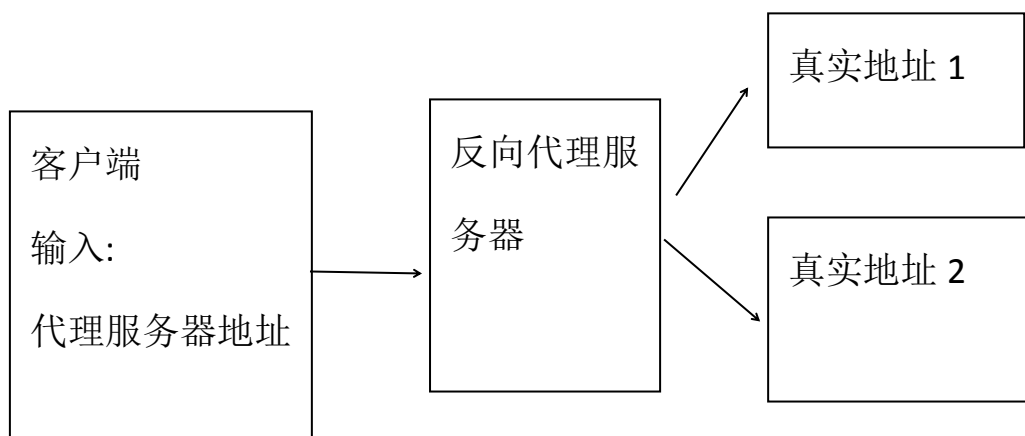 客户端
输入:
代理服务器地址
反向代理服
务器
真实地址 1
真实地址 2